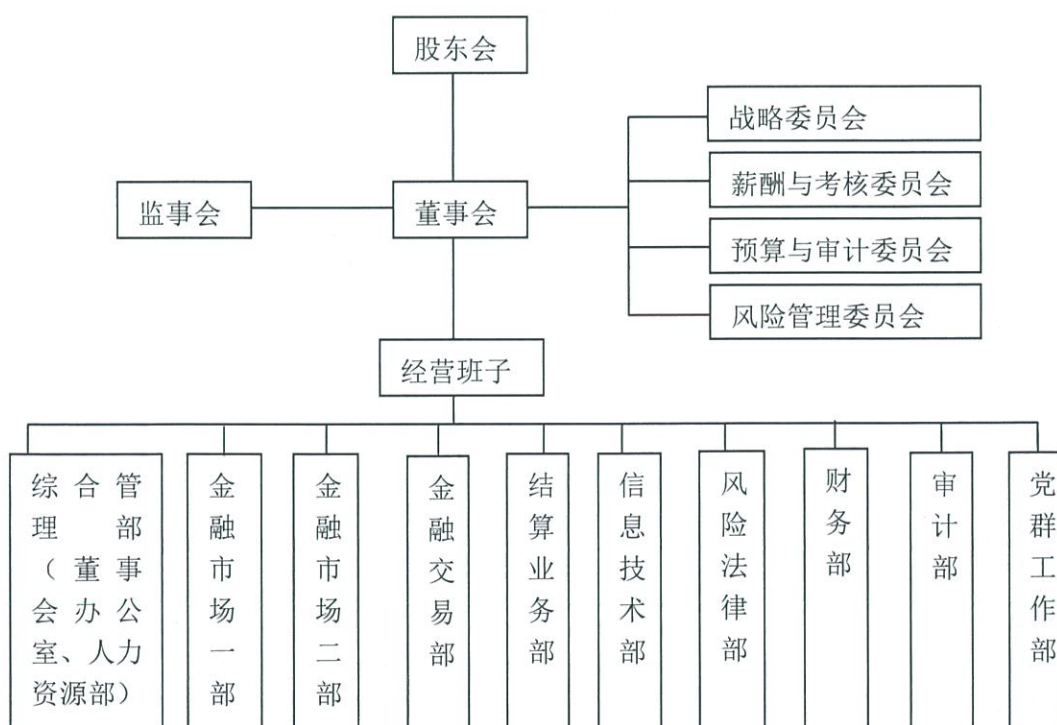 股东会
战略委员会
薪酬与考核委员会
监事会
董事会
预算与审计委员会
风险管理委员会
经营班子
综合管
理部
（董事
会办公
室、人力
资源部）
金融市场一部
金融市场二部
金融交易部
结算业务部
信息技术部
风险法律部
财务部
审计部
党群工作部